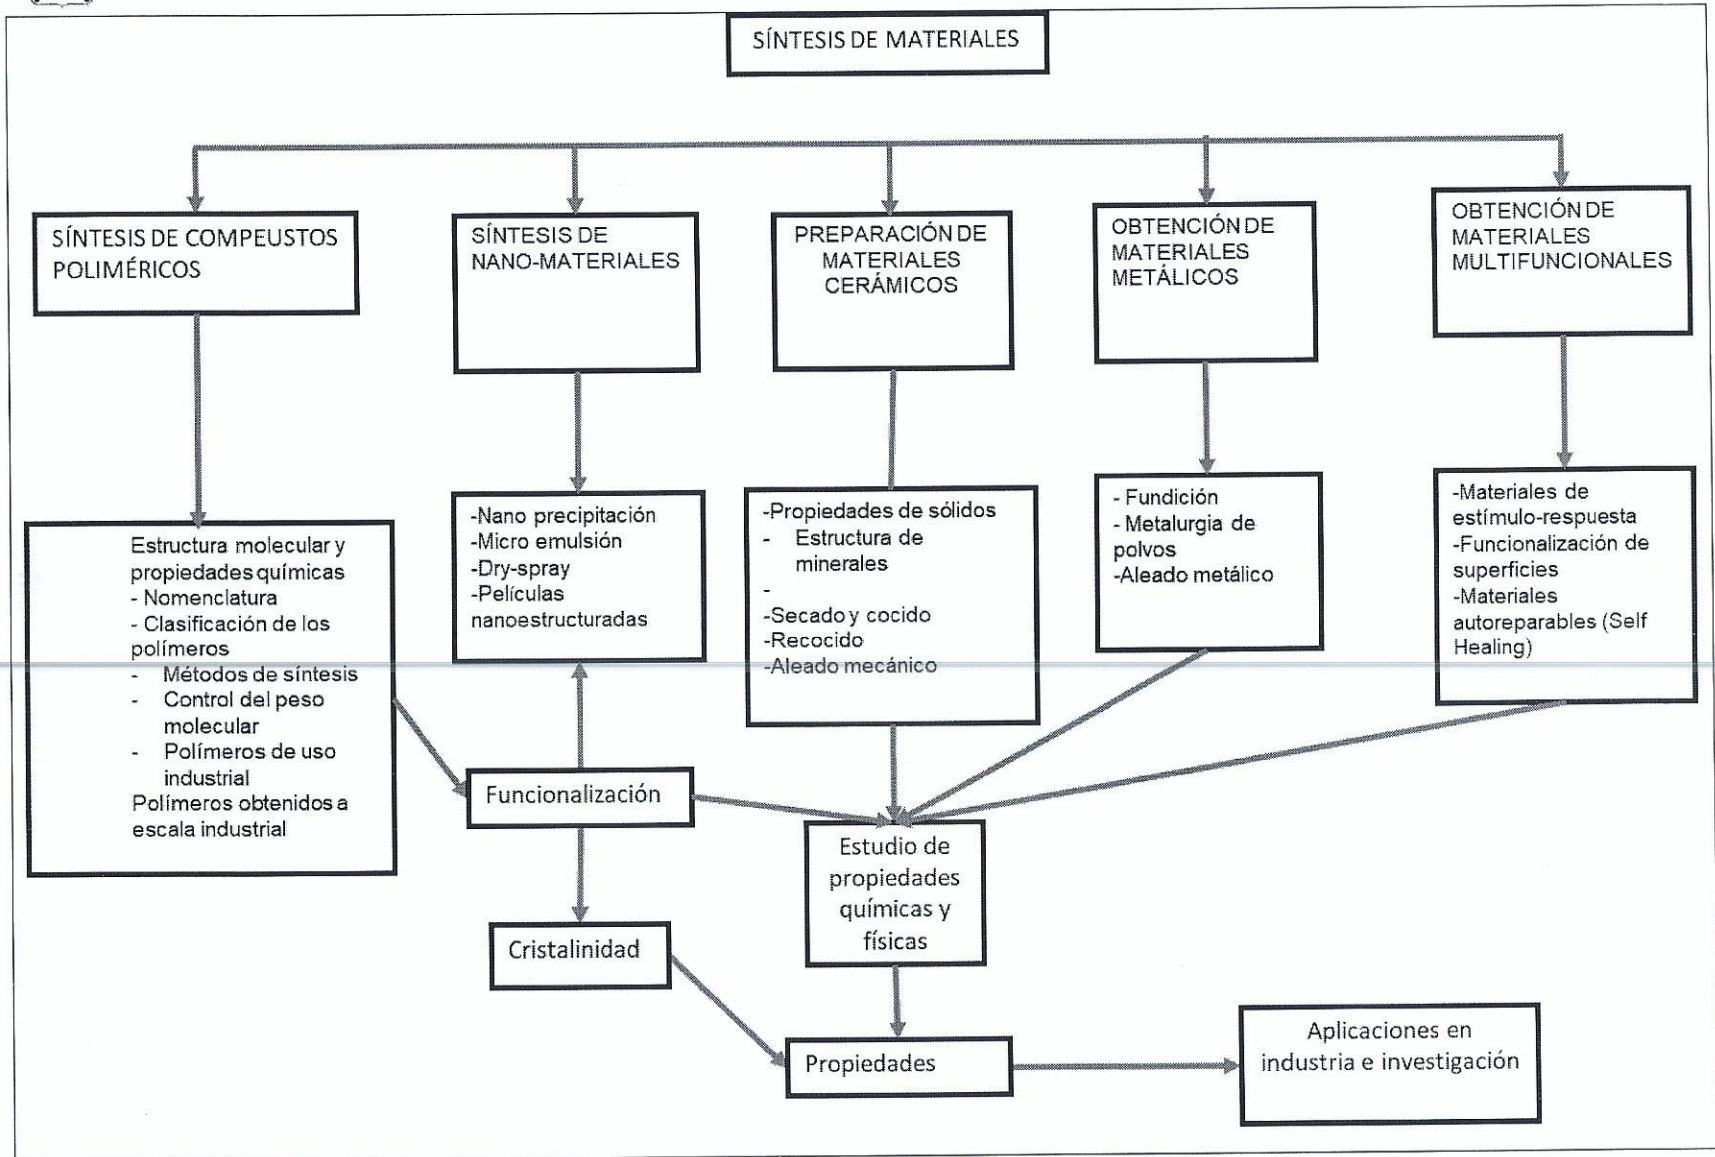 SÍNTESIS DE MATERIALES
SÍNTESIS DE COMPEUSTOS
POLIMÉRICOS
SÍNTESIS DE
NANO-MATERIALES
PREPARACIÓN DE
MATERIALES
CERÁMICOS
OBTENCIÓN DE
MATERIALES
METÁLICOS
OBTENCIÓN DE
MATERIALES
MULTIFUNCIONALES
Estructura molecular y
propiedades químicas
- Nomenclatura
- Clasificación de los
polímeros
- Métodos de síntesis
- Control del peso
molecular
- Polímeros de uso
industrial
Polímeros obtenidos a
escala industrial
-Nano precipitación
-Micro emulsión
-Dry-spray
-Películas
nanoestructuradas
-Propiedades de sólidos
- Estructura de
minerales
-
-Secado y cocido
-Recocido
-Aleado mecánico
- Fundición
- Metalurgia de
polvos
-Aleado metálico
-Materiales de
estímulo-respuesta
-Funcionalización de
superficies
-Materiales
autoreparables (Self
Healing)
Funcionalización
Estudio de
propiedades
químicas y
físicas
Cristalinidad
Propiedades
Aplicaciones en
industria e investigación